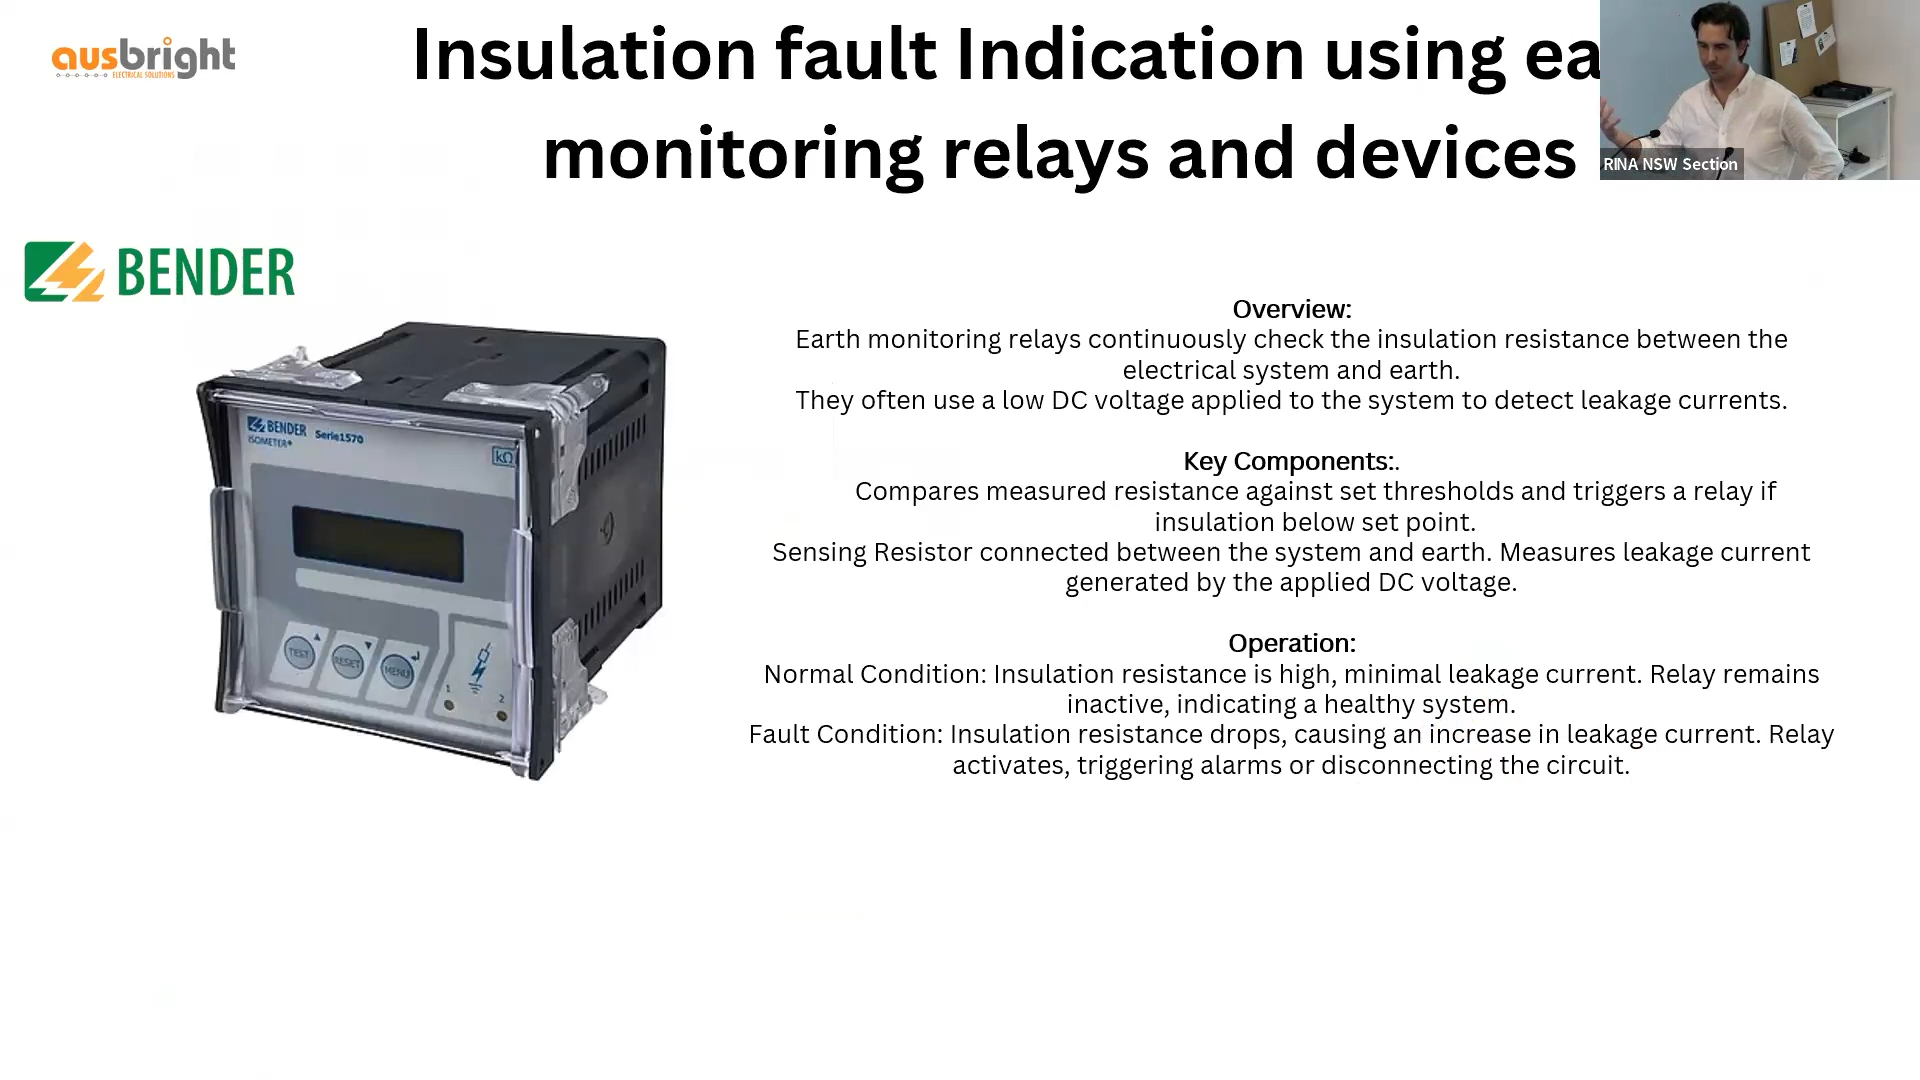 ausbright
ELECTRICAL SOLUTIONS
Insulation fault Indication using ea
monitoring relays and devices
RINA NSW Section
BENDER
BENDER
ISOMETER®
Serie1570
kΩ
TEST
RESET
MENU
1
2
Overview:
Earth monitoring relays continuously check the insulation resistance between the
electrical system and earth.
They often use a low DC voltage applied to the system to detect leakage currents.
Key Components:.
Compares measured resistance against set thresholds and triggers a relay if
insulation below set point.
Sensing Resistor connected between the system and earth. Measures leakage current
generated by the applied DC voltage.
Operation:
Normal Condition: Insulation resistance is high, minimal leakage current. Relay remains
inactive, indicating a healthy system.
Fault Condition: Insulation resistance drops, causing an increase in leakage current. Relay
activates, triggering alarms or disconnecting the circuit.